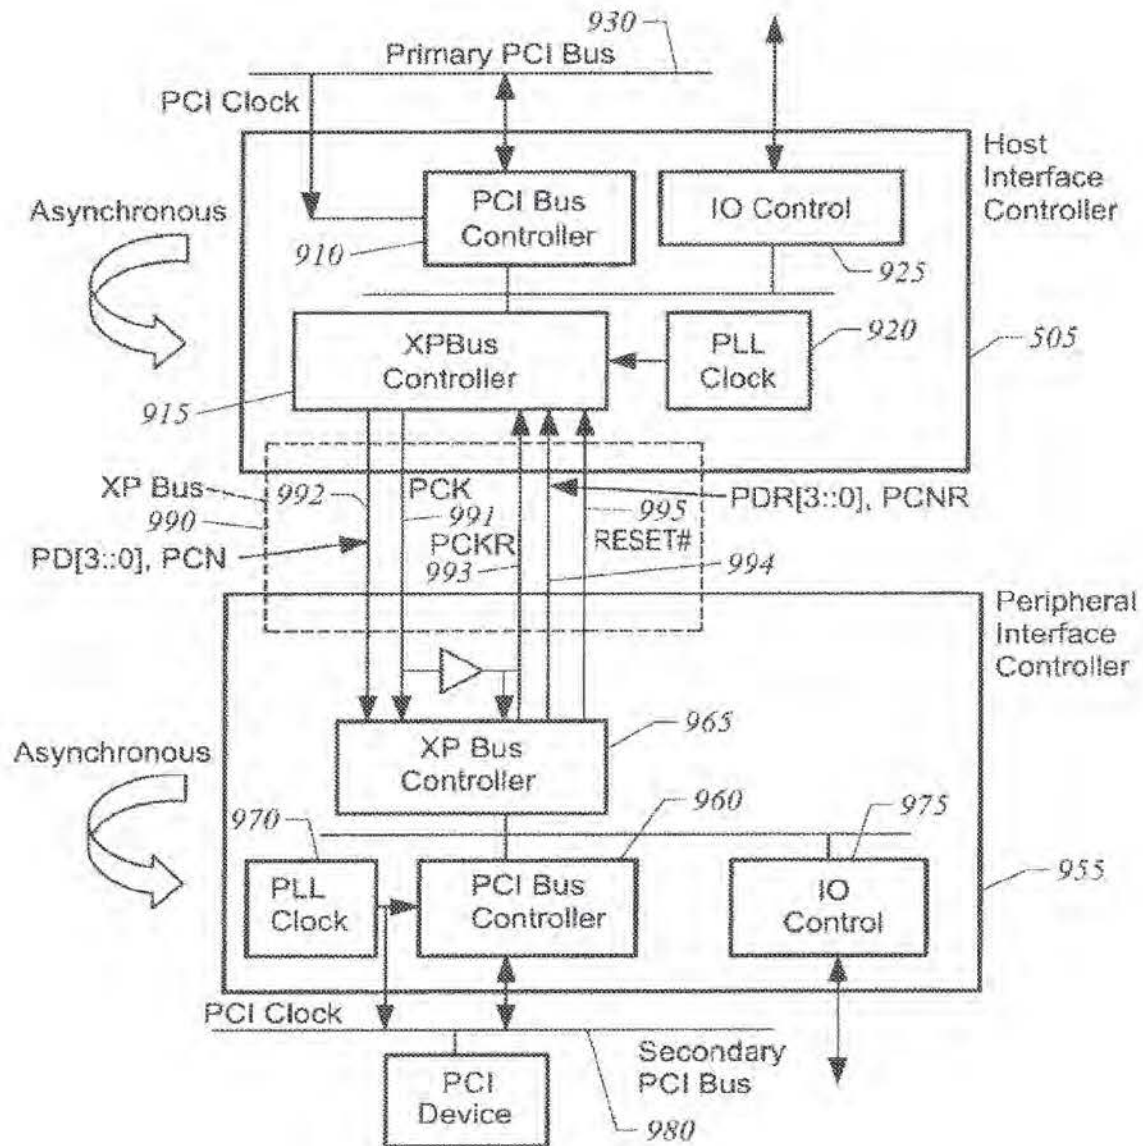 930
Primary PCI Bus
PCI Clock
Host
Interface
Controller
Asynchronous
PCI Bus
Controller
910
IO Control
925
XPBus
Controller
915
PLL
Clock
920
505
XP Bus
990
992
PCK
991
PCKR
993
PDR[3::0], PCNR
995
RESET#
994
PD[3::0], PCN
Peripheral
Interface
Controller
Asynchronous
XP Bus
Controller
965
970
960
975
PLL
Clock
PCI Bus
Controller
IO
Control
955
PCI Clock
Secondary
PCI Bus
PCI
Device
980